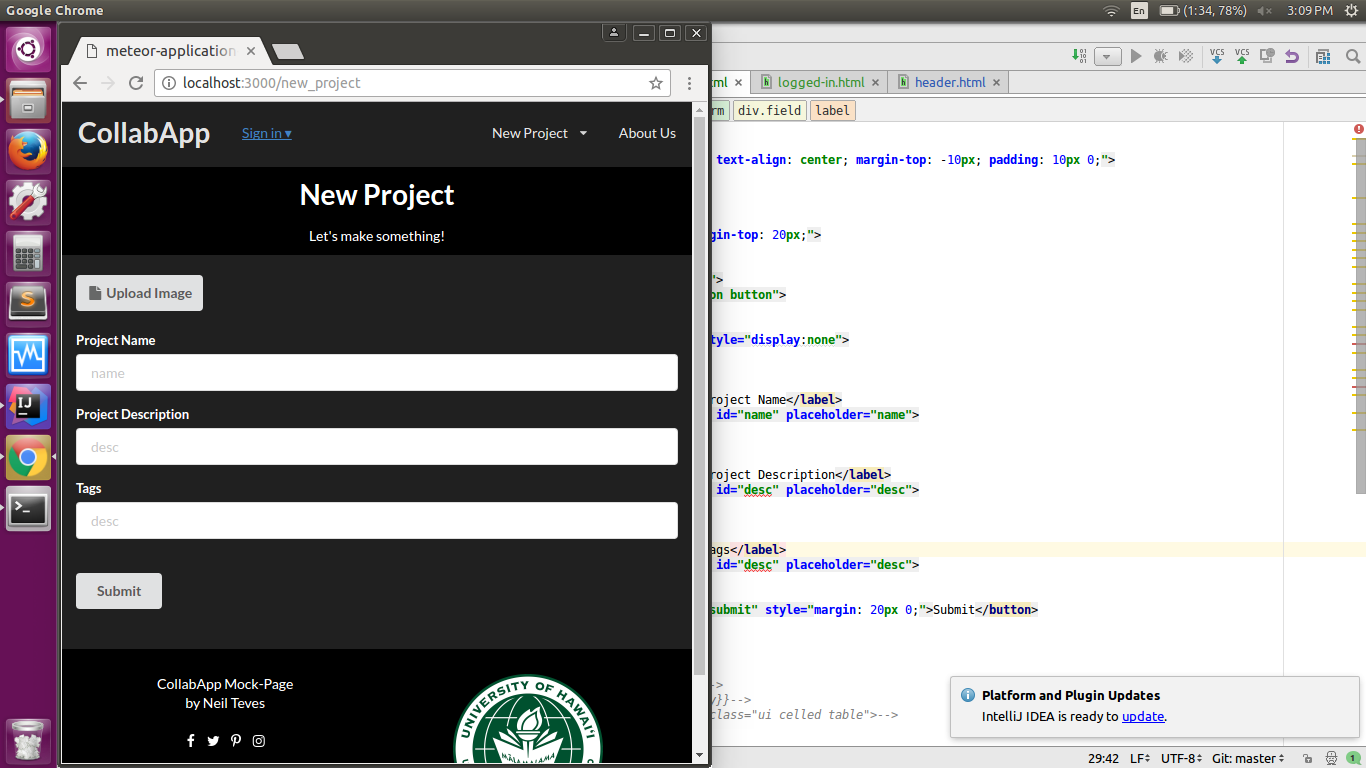 Google Chrome
En
(1:34, 78%)
3:09 PM
meteor-application
localhost:3000/new_project
CollabApp
Sign in ▾
New Project
About Us
New Project
Let's make something!
Upload Image
Project Name
name
Project Description
desc
Tags
desc
Submit
CollabApp Mock-Page
by Neil Teves
UNIVERSITY OF HAWAI'I
VCS
VCS
logged-in.html
header.html
div.field
label
text-align: center; margin-top: -10px; padding: 10px 0;">
gin-top: 20px;">
">
on button">
tyle="display:none">
roject Name</label>
id="name" placeholder="name">
roject Description</label>
id="desc" placeholder="desc">
ags</label>
id="desc" placeholder="desc">
submit" style="margin: 20px 0;">Submit</button>
>
y}}-->
class="ui celled table">-->
Platform and Plugin Updates
IntelliJ IDEA is ready to update.
29:42 LF UTF-8 Git: master
1